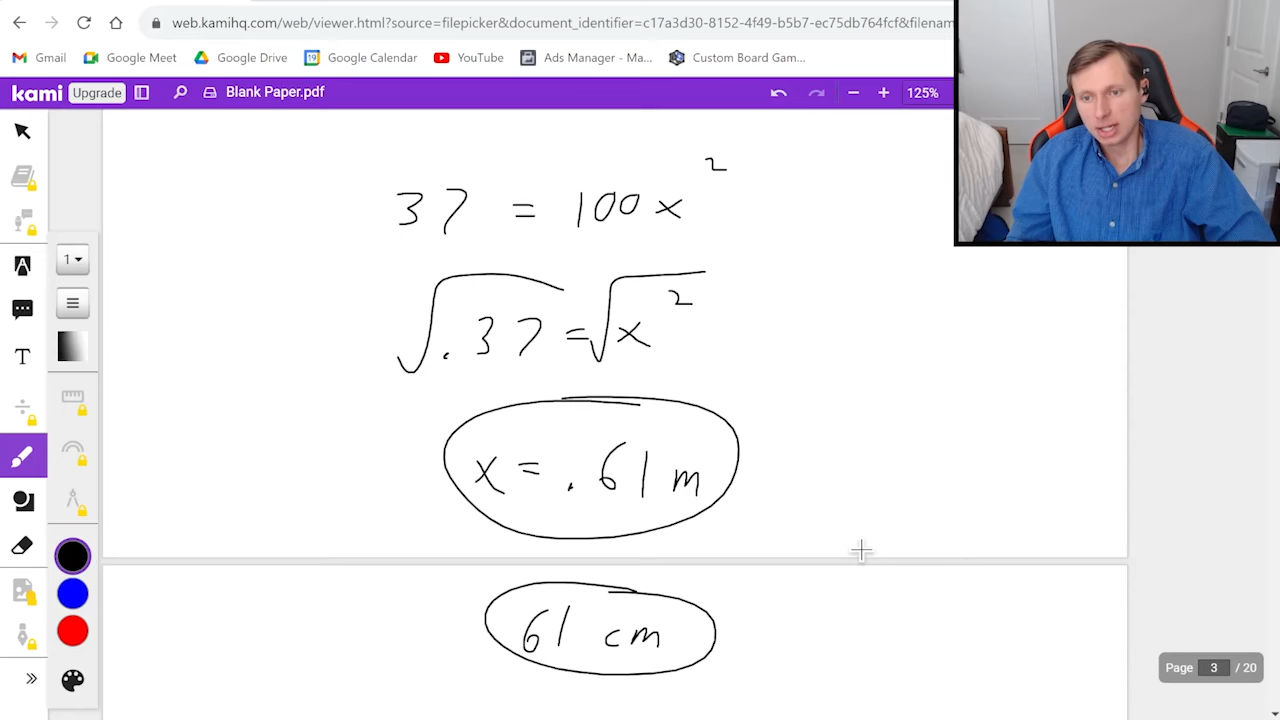 web.kamihq.com/web/viewer.html?source=filepicker&document_identifier=c17a3d30-8152-4f49-b5b7-ec75db764fcf&filenam
Gmail Google Meet Google Drive Google Calendar YouTube Ads Manager - Ma... Custom Board Gam...
kami Upgrade Blank Paper.pdf 125%
37 = 100x²
1
√.37 = √x²
T
x = .61 m
61 cm
Page 3 / 20